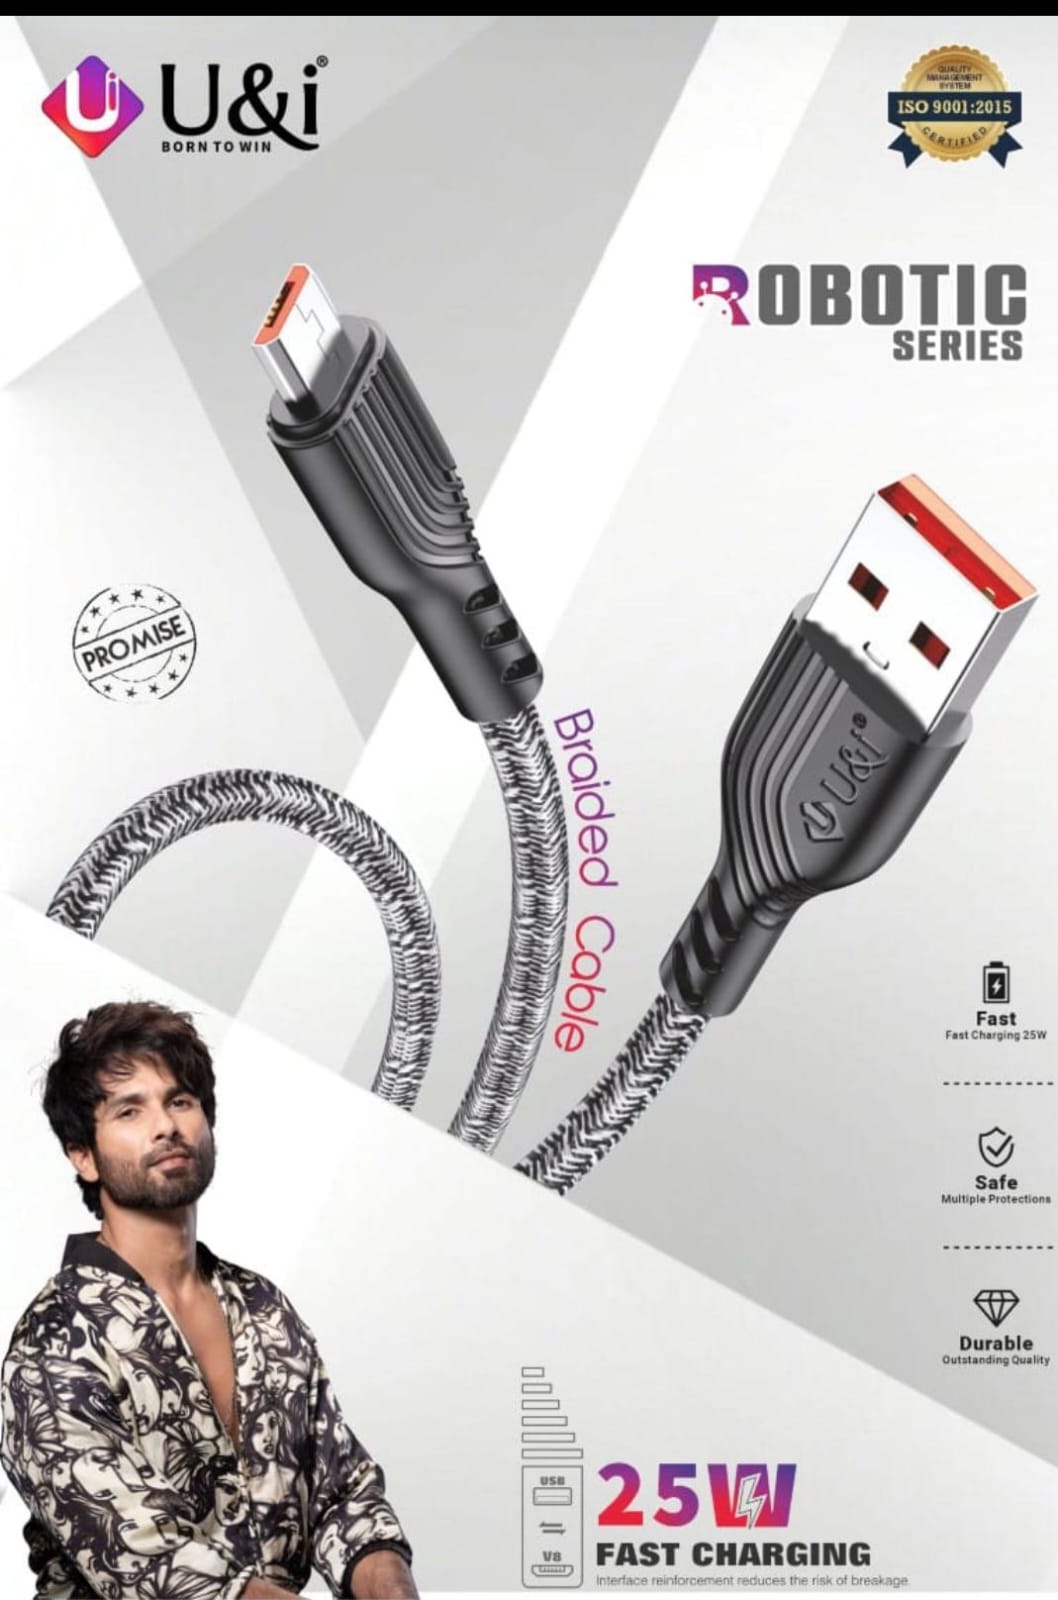 Ui U&i®
BORN TO WIN
QUALITY
MANAGEMENT
SYSTEM
ISO 9001:2015
CERTIFIED
ROBOTIC
SERIES
PROMISE
Braided Cable
U&i®
Fast
Fast Charging 25W
Safe
Multiple Protections
Durable
Outstanding Quality
USB
V8
25W
FAST CHARGING
Interface reinforcement reduces the risk of breakage